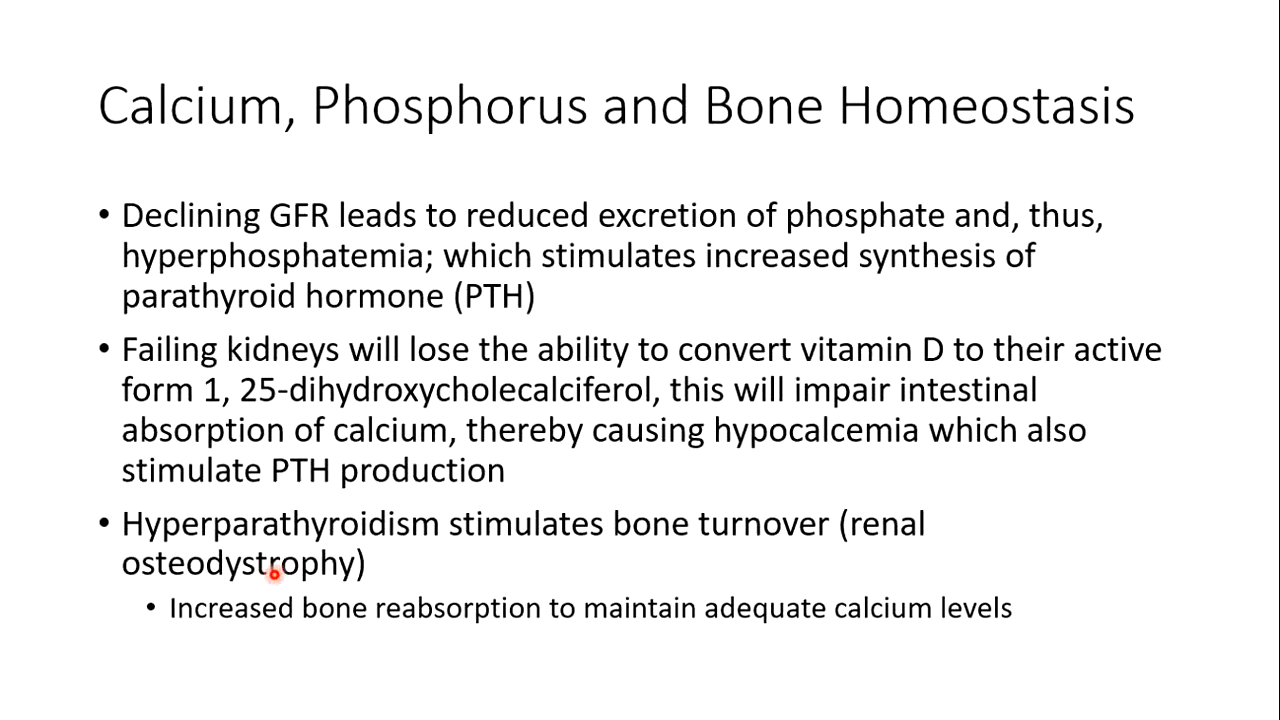 Calcium, Phosphorus and Bone Homeostasis
• Declining GFR leads to reduced excretion of phosphate and, thus,
hyperphosphatemia; which stimulates increased synthesis of
parathyroid hormone (PTH)
• Failing kidneys will lose the ability to convert vitamin D to their active
form 1, 25-dihydroxycholecalciferol, this will impair intestinal
absorption of calcium, thereby causing hypocalcemia which also
stimulate PTH production
• Hyperparathyroidism stimulates bone turnover (renal
osteodystrophy)
• Increased bone reabsorption to maintain adequate calcium levels